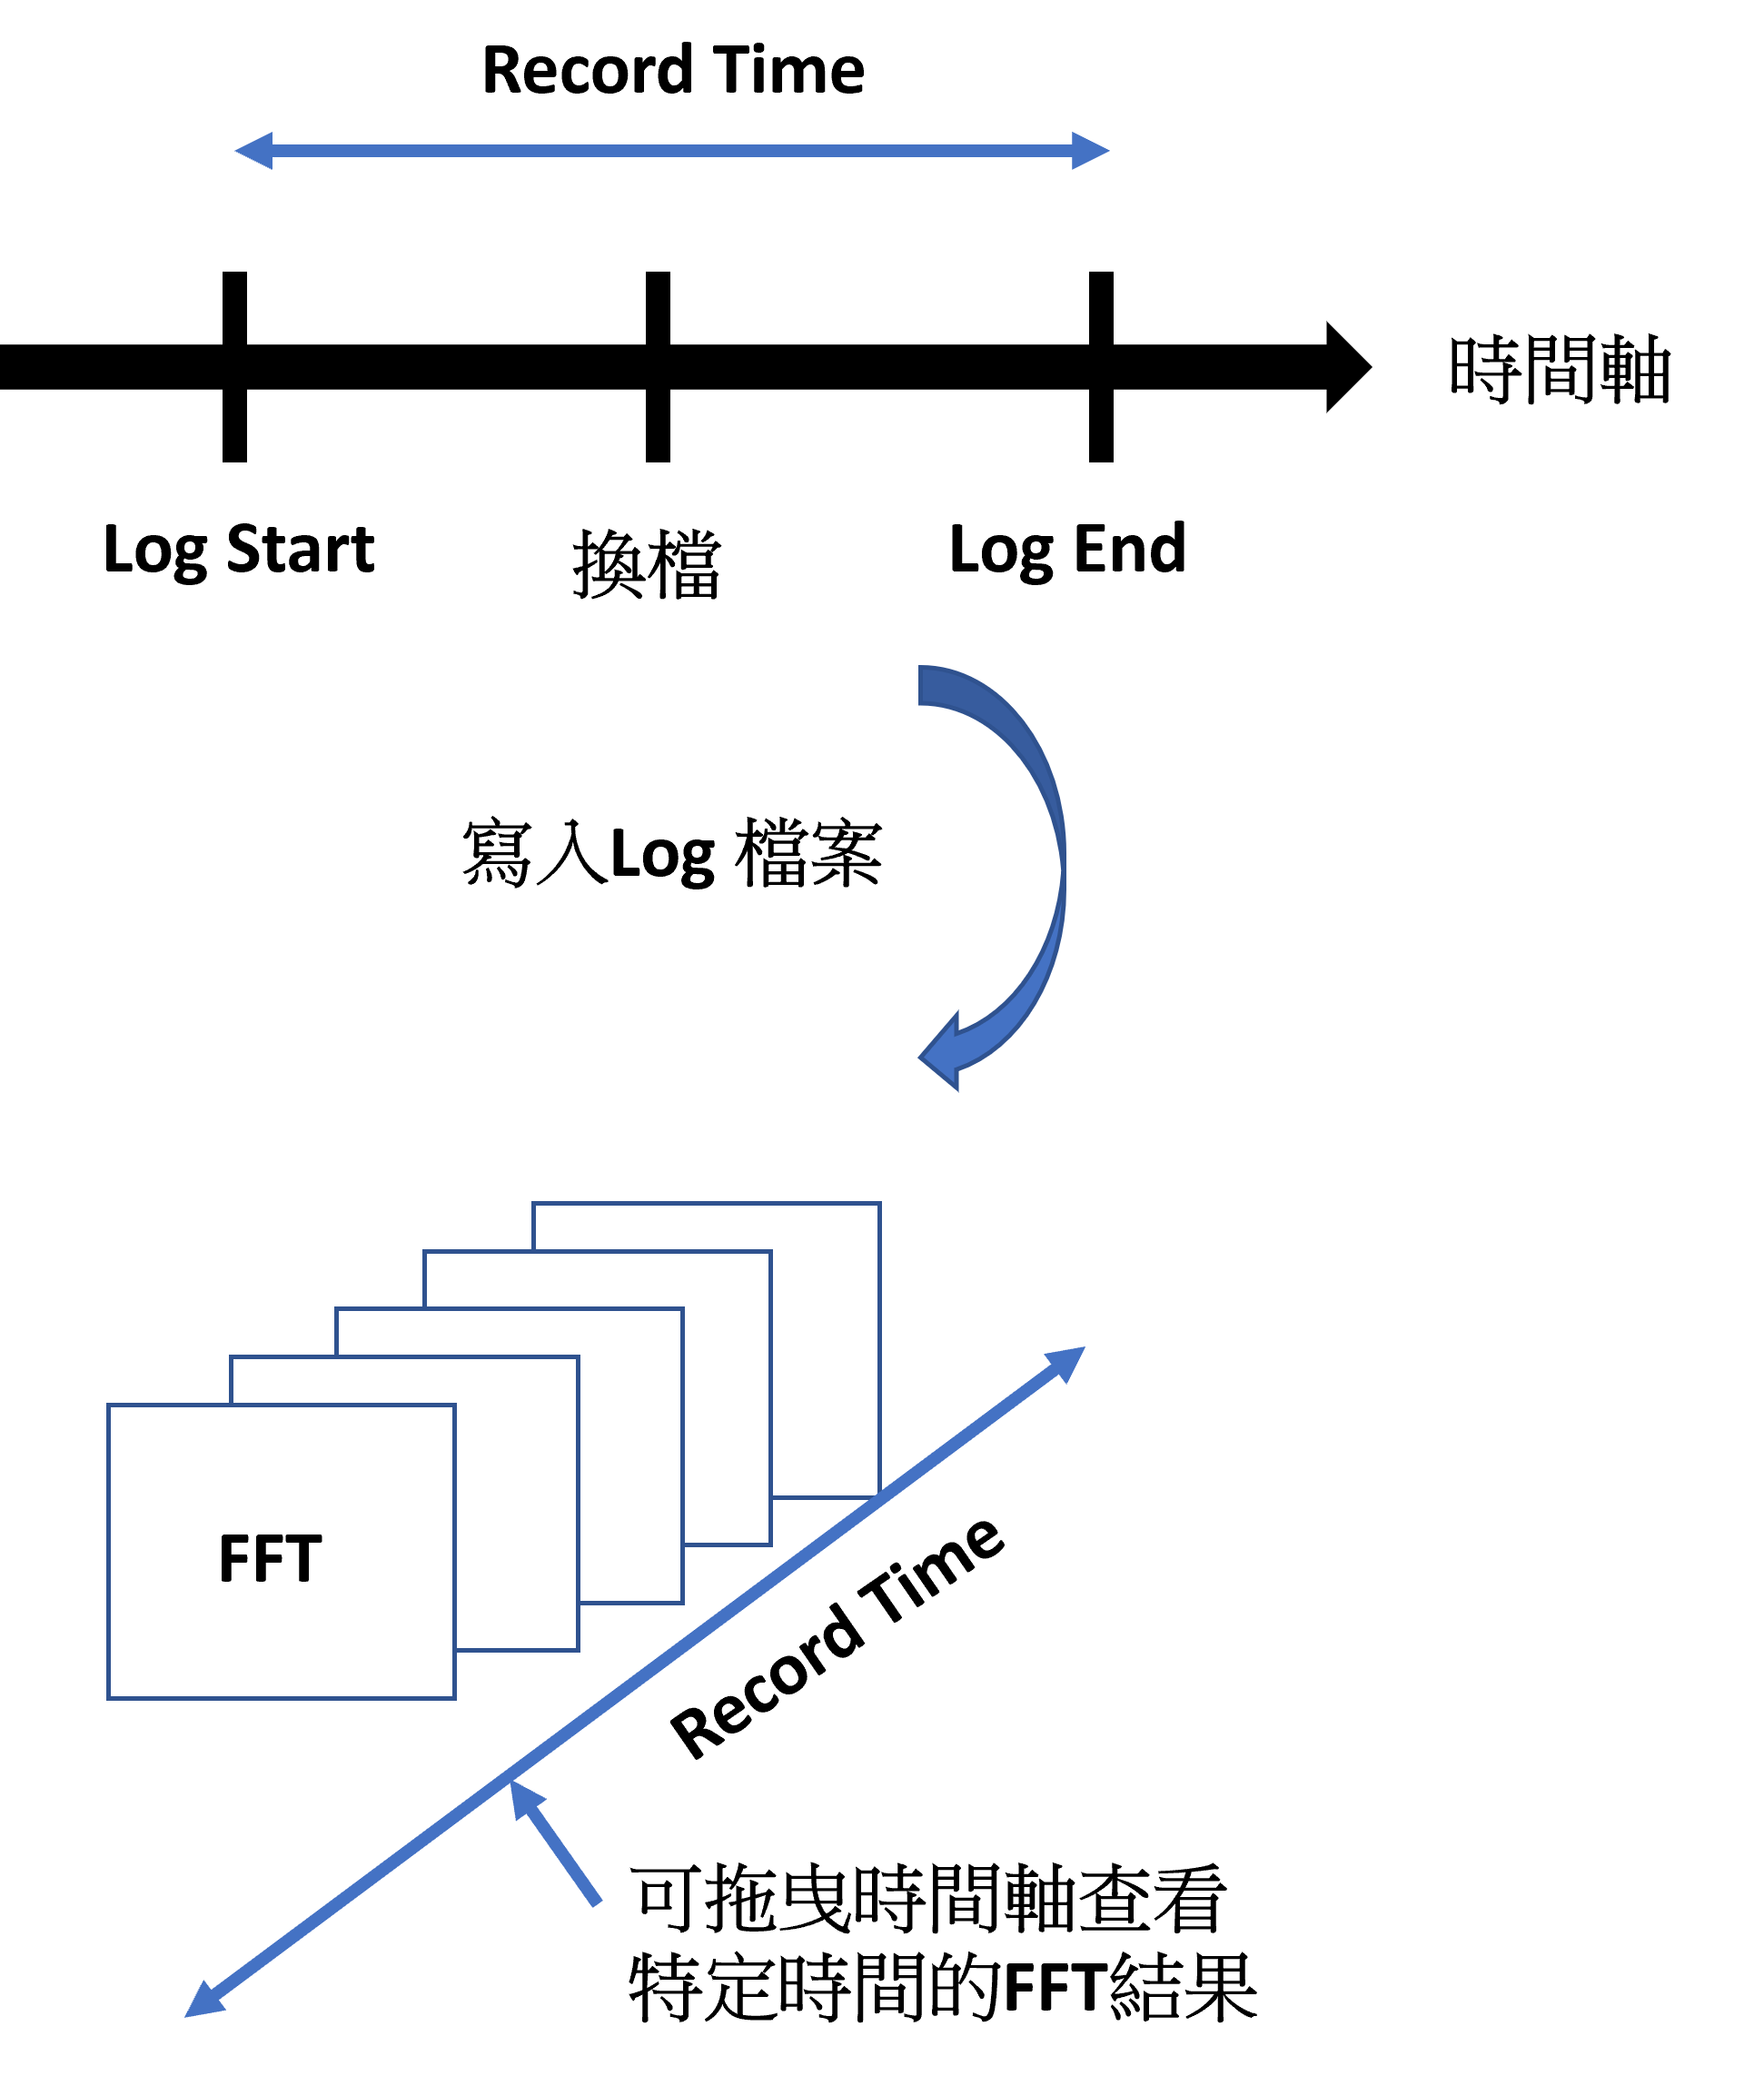 Record Time
時間軸
Log Start
換檔
Log End
寫入Log 檔案
FFT
Record Time
可拖曳時間軸查看
特定時間的FFT結果